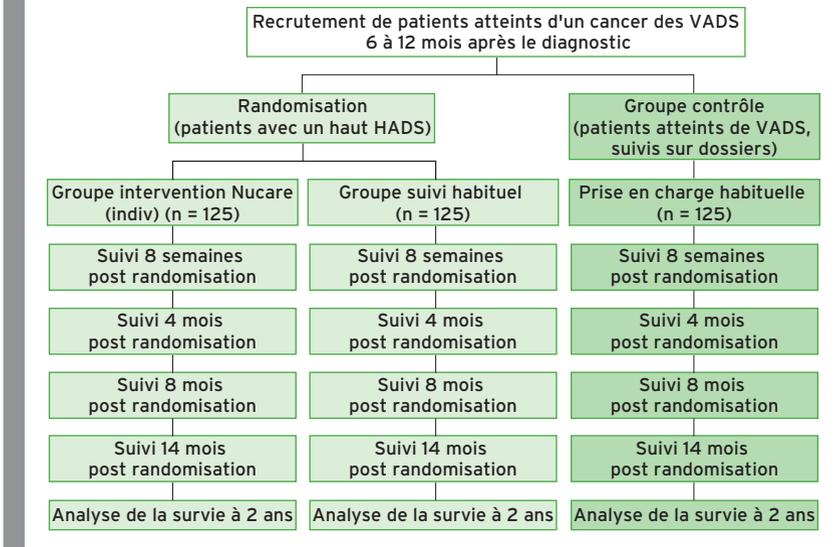 Recrutement de patients atteints d'un cancer des VADS
6 à 12 mois après le diagnostic
Randomisation
(patients avec un haut HADS)
Groupe contrôle
(patients atteints de VADS,
suivis sur dossiers)
Groupe intervention Nucare
(indiv) (n = 125)
Groupe suivi habituel
(n = 125)
Prise en charge habituelle
(n = 125)
Suivi 8 semaines
post randomisation
Suivi 8 semaines
post randomisation
Suivi 8 semaines
post randomisation
Suivi 4 mois
post randomisation
Suivi 4 mois
post randomisation
Suivi 4 mois
post randomisation
Suivi 8 mois
post randomisation
Suivi 8 mois
post randomisation
Suivi 8 mois
post randomisation
Suivi 14 mois
post randomisation
Suivi 14 mois
post randomisation
Suivi 14 mois
post randomisation
Analyse de la survie à 2 ans
Analyse de la survie à 2 ans
Analyse de la survie à 2 ans